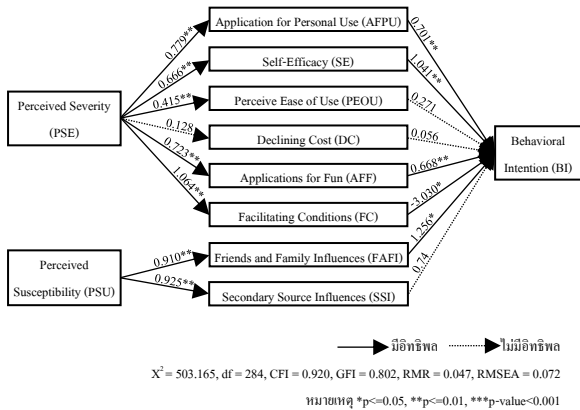 Application for Personal Use (AFPU)
Self-Efficacy (SE)
Perceive Ease of Use (PEOU)
Declining Cost (DC)
Applications for Fun (AFF)
Facilitating Conditions (FC)
Friends and Family Influences (FAFI)
Secondary Source Influences (SSI)
Perceived Severity
(PSE)
Perceived
Susceptibility (PSU)
Behavioral
Intention (BI)
0.779**
0.666**
0.415**
0.128
0.723**
1.064**
0.910**
0.925**
0.701**
1.041**
0.271
0.056
0.668**
-3.030*
1.256*
0.74
มีอิทธิพล
ไม่มีอิทธิพล
X² = 503.165, df = 284, CFI = 0.920, GFI = 0.802, RMR = 0.047, RMSEA = 0.072
หมายเหตุ *p<=0.05, **p<=0.01, ***p-value<0.001